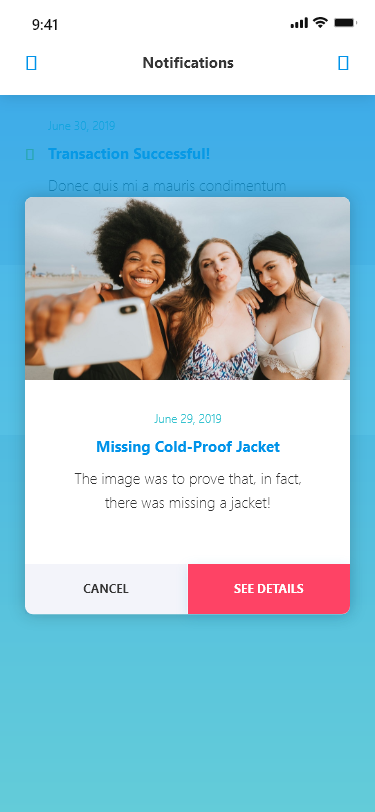 9:41
Notifications
June 30, 2019
Transaction Successful!
Donec quis mi a mauris condimentum
June 29, 2019
Missing Cold-Proof Jacket
The image was to prove that, in fact,
there was missing a jacket!
CANCEL
SEE DETAILS